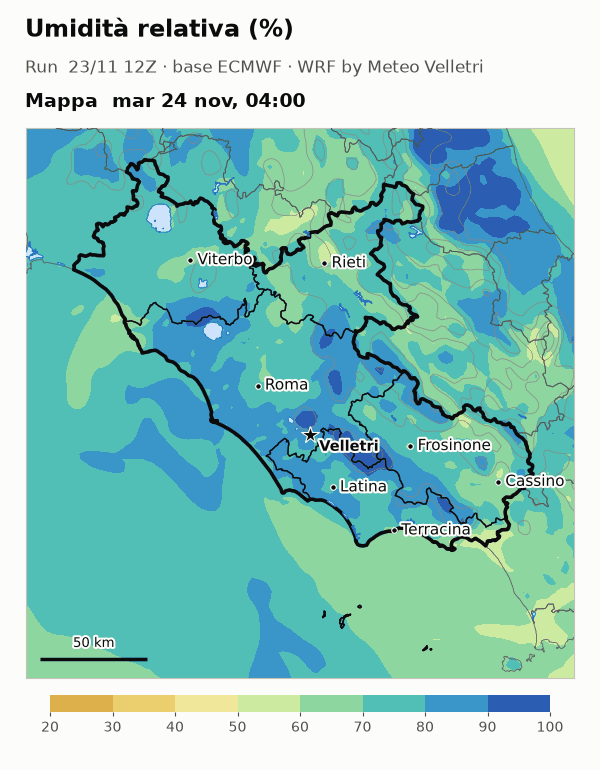 Umidità relativa (%)
Run  23/11 12Z · base ECMWF · WRF by Meteo Velletri
Mappa  mar 24 nov, 04:00
Viterbo
Rieti
Roma
Velletri
Frosinone
Cassino
Latina
Terracina
50 km
20 30 40 50 60 70 80 90 100